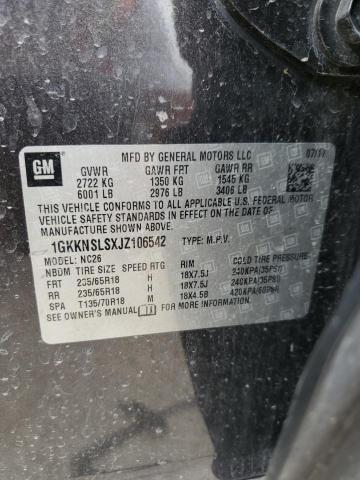 GM
MFD BY GENERAL MOTORS LLC 07/17
GVWR GAWR FRT GAWR RR
2722 KG 1350 KG 1545 KG
6001 LB 2976 LB 3406 LB
THIS VEHICLE CONFORMS TO ALL APPLICABLE U.S. FEDERAL
MOTOR VEHICLE SAFETY STANDARDS IN EFFECT ON THE DATE OF
MANUFACTURE SHOWN ABOVE.
1GKKNSLSXJZ106542 TYPE: M.P.V.
MODEL: NC26
NBDM TIRE SIZE SPEED RTG RIM COLD TIRE PRESSURE
FRT 235/65R18 H 18X7.5J 240KPA(35PSI)
RR 235/65R18 H 18X7.5J 240KPA(35PSI)
SPA T135/70R18 M 18X4.5B 420KPA(60PSI)
SEE OWNER'S MANUAL FOR MORE INFORMATION.